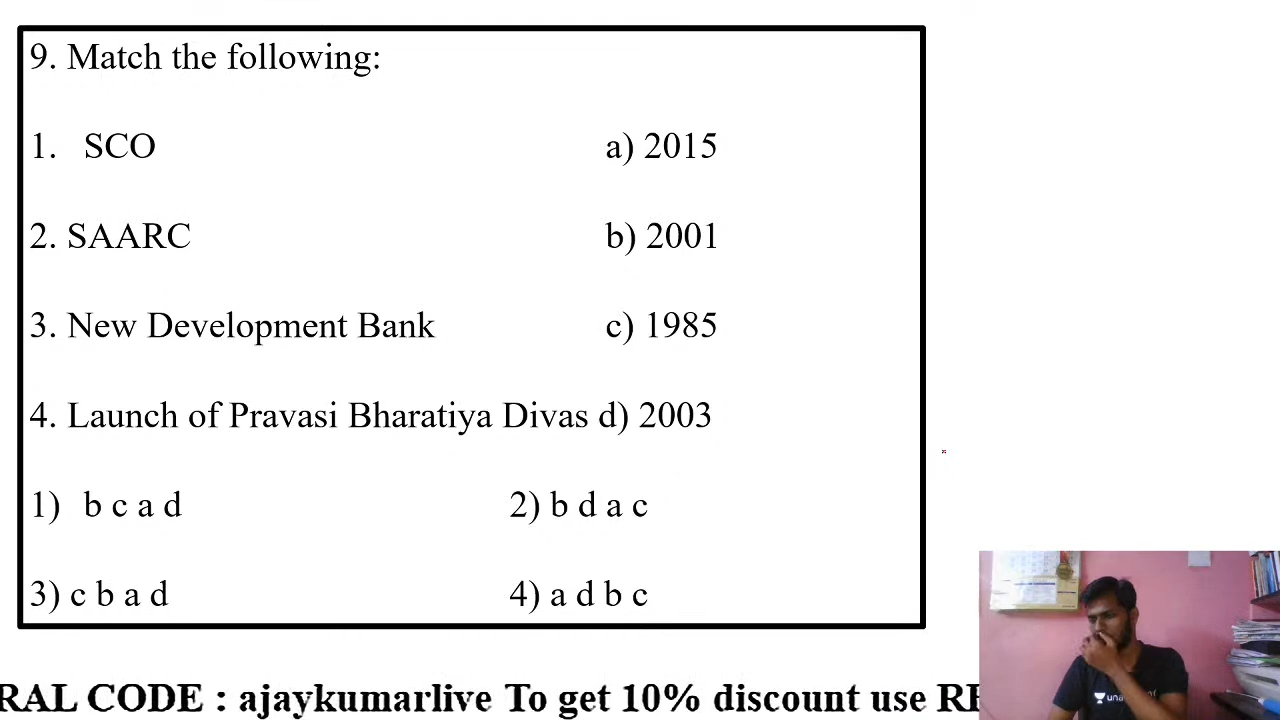 9. Match the following:
1. SCO a) 2015
2. SAARC b) 2001
3. New Development Bank c) 1985
4. Launch of Pravasi Bharatiya Divas d) 2003
1) b c a d 2) b d a c
3) c b a d 4) a d b c
RAL CODE : ajaykumarlive To get 10% discount use RE